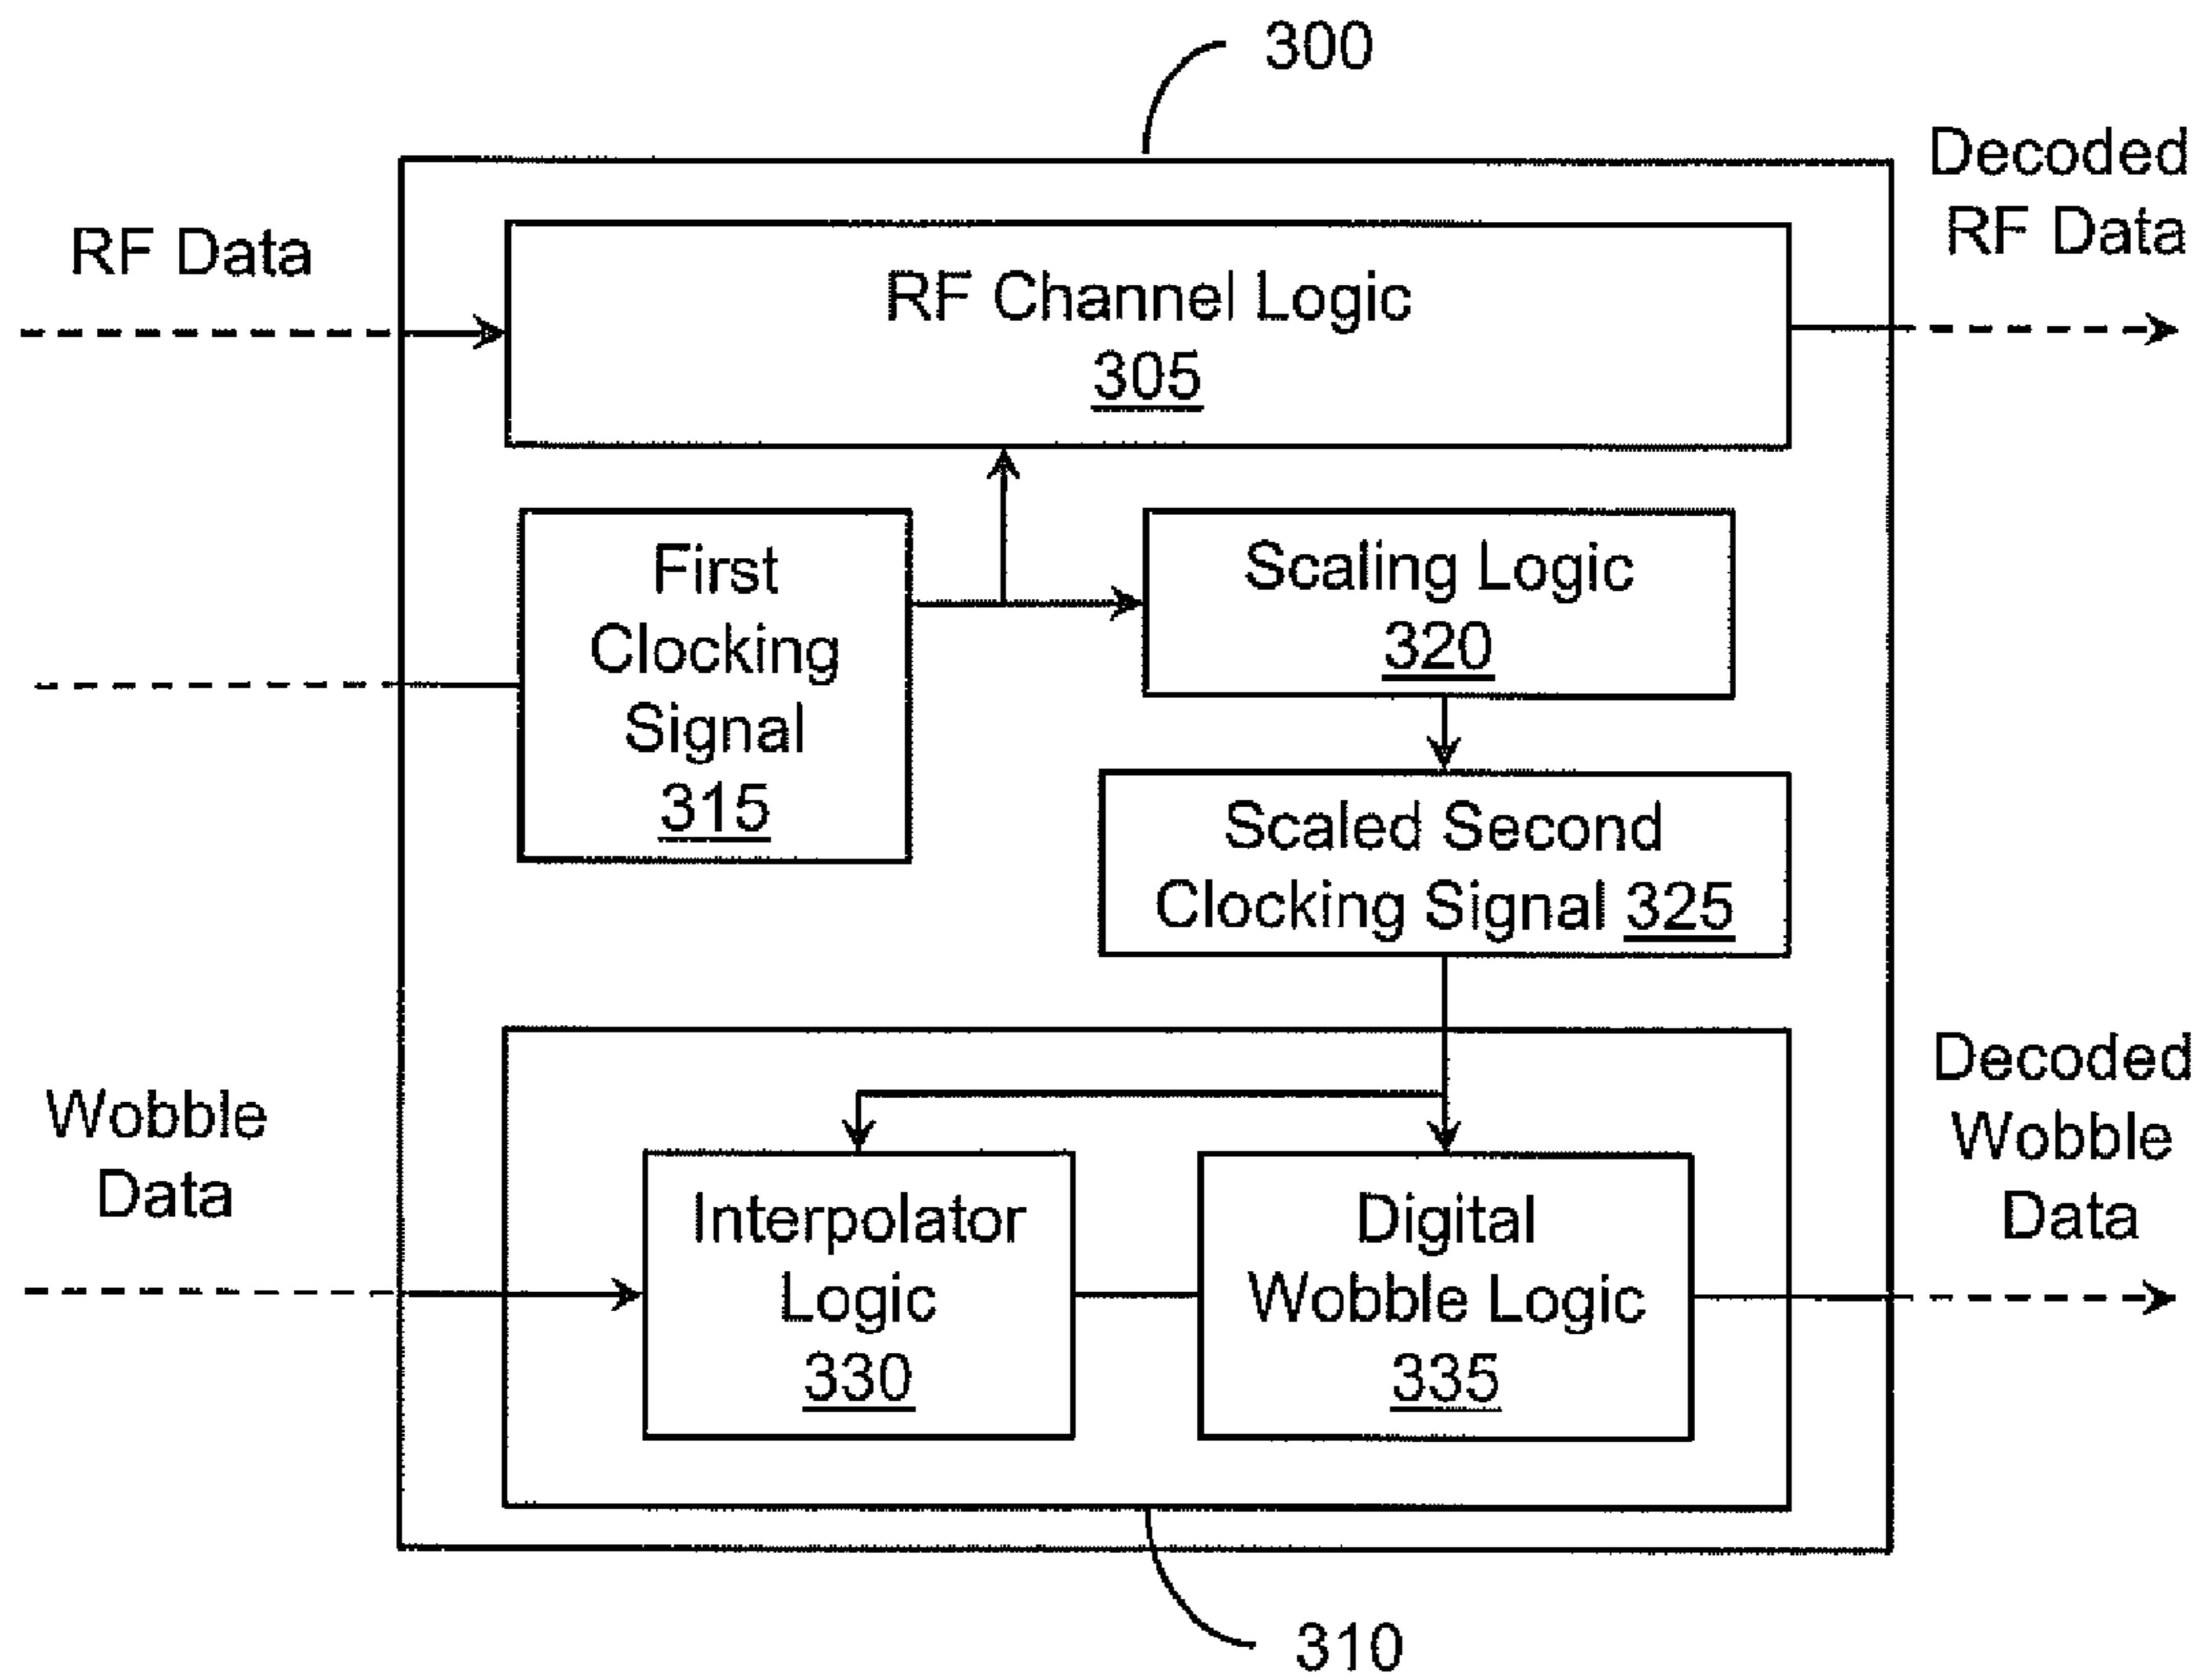 300
Decoded
RF Data
RF Data
RF Channel Logic
305
First
Clocking
Signal
315
Scaling Logic
320
Scaled Second
Clocking Signal 325
Wobble
Data
Interpolator
Logic
330
Digital
Wobble Logic
335
Decoded
Wobble
Data
310